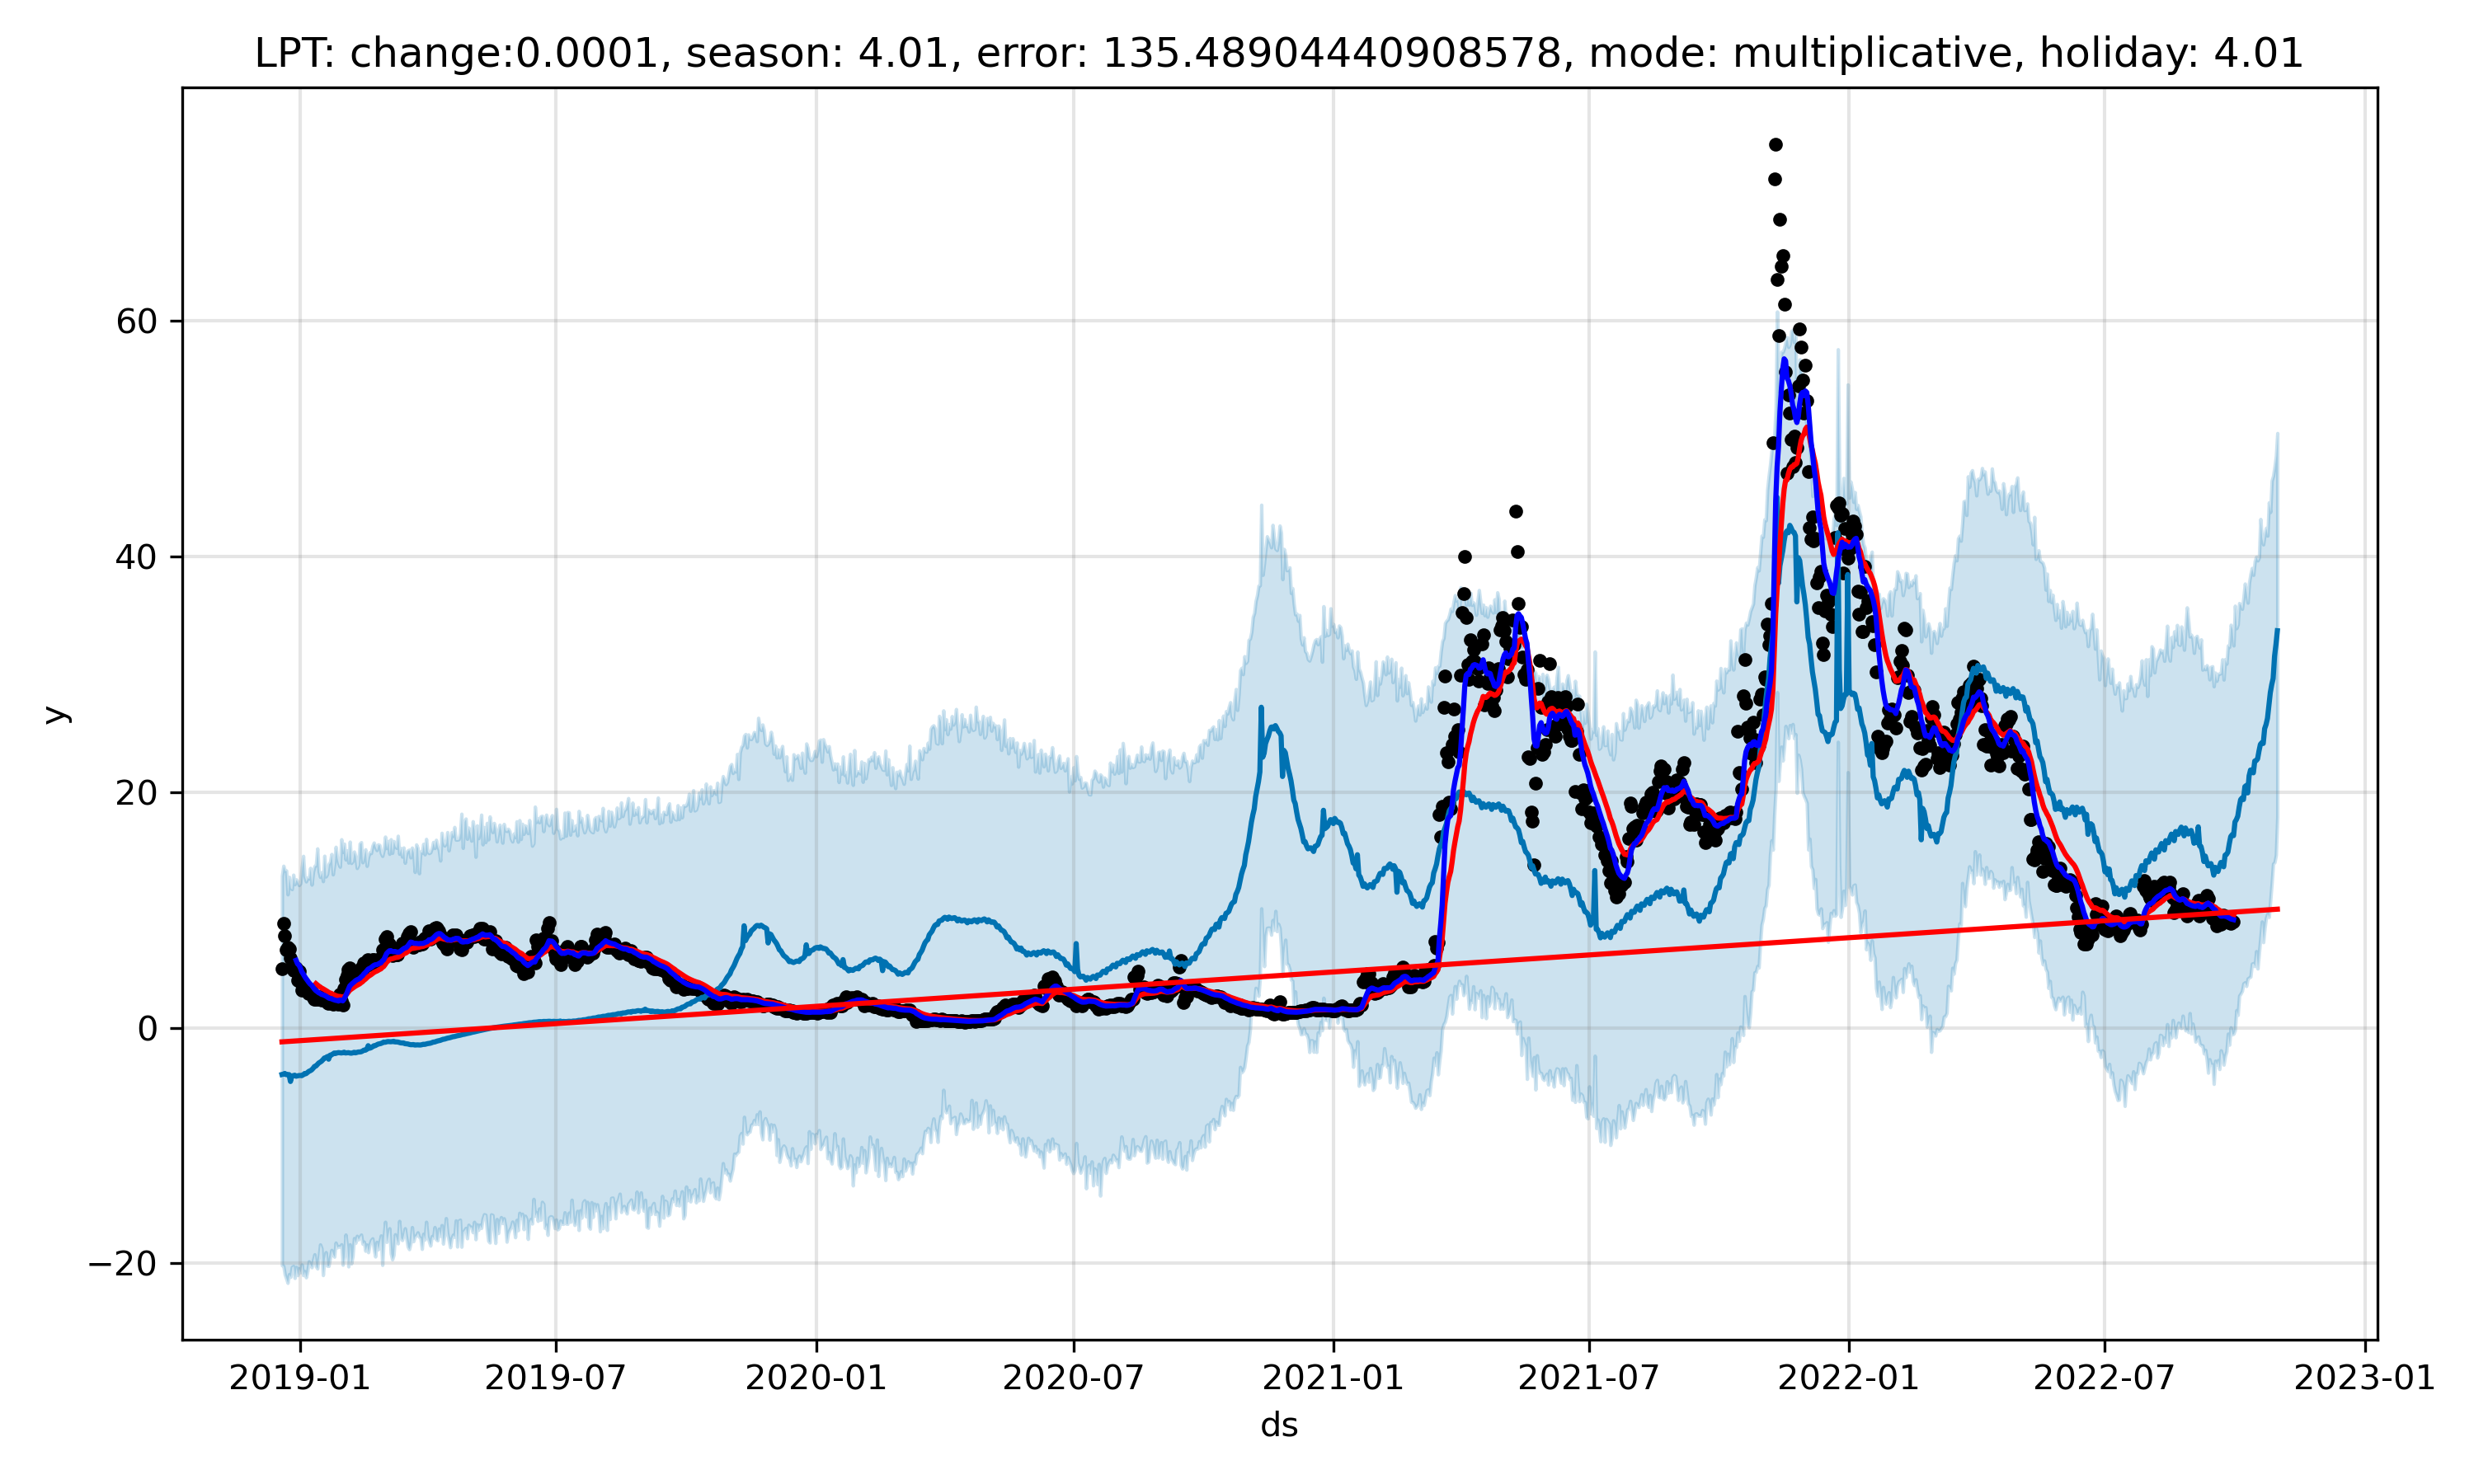 LPT: change:0.0001, season: 4.01, error: 135.48904440908578, mode: multiplicative, holiday: 4.01
y
60
40
20
0
−20
2019-01 2019-07 2020-01 2020-07 2021-01 2021-07 2022-01 2022-07 2023-01
ds